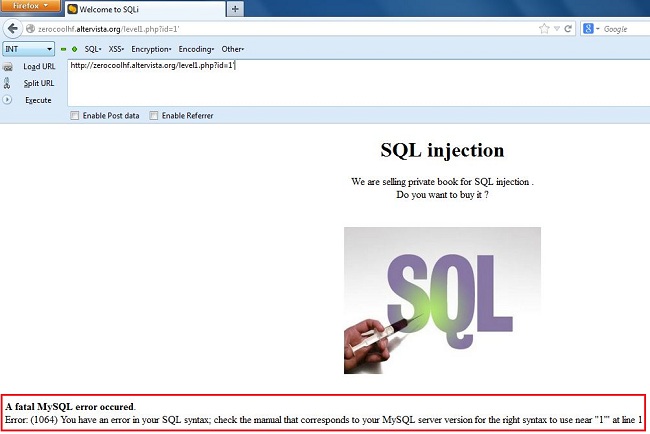 Firefox
Welcome to SQLi
zerocoolhf.altervista.org/level1.php?id=1'
Google
INT
SQL▾ XSS▾ Encryption▾ Encoding▾ Other▾
Load URL
http://zerocoolhf.altervista.org/level1.php?id=1'
Split URL
Execute
Enable Post data
Enable Referrer
SQL injection
We are selling private book for SQL injection .
Do you want to buy it ?
SQL
A fatal MySQL error occured.
Error: (1064) You have an error in your SQL syntax; check the manual that corresponds to your MySQL server version for the right syntax to use near ''1''' at line 1